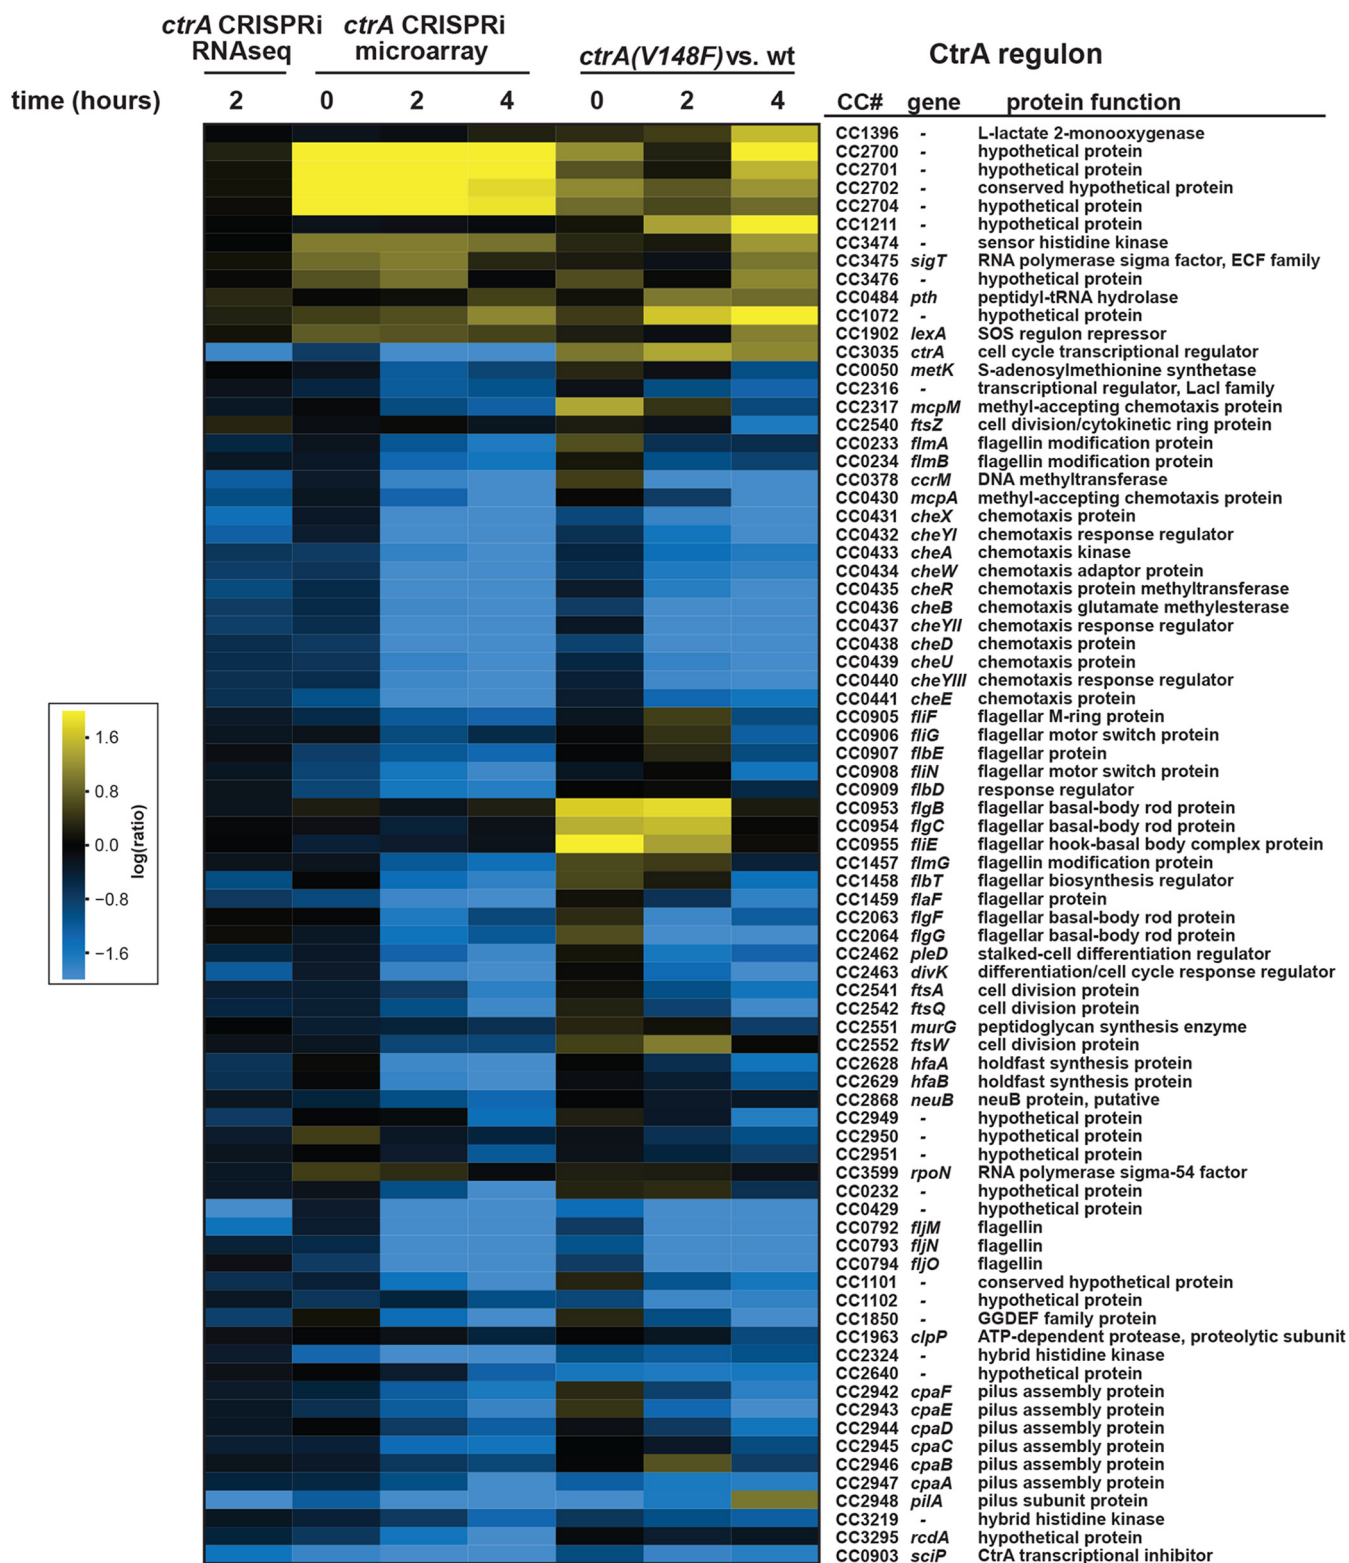 ctrA CRISPRi RNAseq
ctrA CRISPRi microarray
ctrA(V148F) vs. wt
CtrA regulon
time (hours) 2 0 2 4 0 2 4
CC# gene protein function
CC1396 - L-lactate 2-monooxygenase
CC2700 - hypothetical protein
CC2701 - hypothetical protein
CC2702 - conserved hypothetical protein
CC2704 - hypothetical protein
CC1211 - hypothetical protein
CC3474 - sensor histidine kinase
CC3475 sigT RNA polymerase sigma factor, ECF family
CC3476 - hypothetical protein
CC0484 pth peptidyl-tRNA hydrolase
CC1072 - hypothetical protein
CC1902 lexA SOS regulon repressor
CC3035 ctrA cell cycle transcriptional regulator
CC0050 metK S-adenosylmethionine synthetase
CC2316 - transcriptional regulator, LacI family
CC2317 mcpM methyl-accepting chemotaxis protein
CC2540 ftsZ cell division/cytokinetic ring protein
CC0233 flmA flagellin modification protein
CC0234 flmB flagellin modification protein
CC0378 ccrM DNA methyltransferase
CC0430 mcpA methyl-accepting chemotaxis protein
CC0431 cheX chemotaxis protein
CC0432 cheYI chemotaxis response regulator
CC0433 cheA chemotaxis kinase
CC0434 cheW chemotaxis adaptor protein
CC0435 cheR chemotaxis protein methyltransferase
CC0436 cheB chemotaxis glutamate methylesterase
CC0437 cheYII chemotaxis response regulator
CC0438 cheD chemotaxis protein
CC0439 cheU chemotaxis protein
CC0440 cheYIII chemotaxis response regulator
CC0441 cheE chemotaxis protein
CC0905 fliF flagellar M-ring protein
CC0906 fliG flagellar motor switch protein
CC0907 flbE flagellar protein
CC0908 fliN flagellar motor switch protein
CC0909 flbD response regulator
CC0953 flgB flagellar basal-body rod protein
CC0954 flgC flagellar basal-body rod protein
CC0955 fliE flagellar hook-basal body complex protein
CC1457 flmG flagellin modification protein
CC1458 flbT flagellar biosynthesis regulator
CC1459 flaF flagellar protein
CC2063 flgF flagellar basal-body rod protein
CC2064 flgG flagellar basal-body rod protein
CC2462 pleD stalked-cell differentiation regulator
CC2463 divK differentiation/cell cycle response regulator
CC2541 ftsA cell division protein
CC2542 ftsQ cell division protein
CC2551 murG peptidoglycan synthesis enzyme
CC2552 ftsW cell division protein
CC2628 hfaA holdfast synthesis protein
CC2629 hfaB holdfast synthesis protein
CC2868 neuB neuB protein, putative
CC2949 - hypothetical protein
CC2950 - hypothetical protein
CC2951 - hypothetical protein
CC3599 rpoN RNA polymerase sigma-54 factor
CC0232 - hypothetical protein
CC0429 - hypothetical protein
CC0792 fljM flagellin
CC0793 fljN flagellin
CC0794 fljO flagellin
CC1101 - conserved hypothetical protein
CC1102 - hypothetical protein
CC1850 - GGDEF family protein
CC1963 clpP ATP-dependent protease, proteolytic subunit
CC2324 - hybrid histidine kinase
CC2640 - hypothetical protein
CC2942 cpaF pilus assembly protein
CC2943 cpaE pilus assembly protein
CC2944 cpaD pilus assembly protein
CC2945 cpaC pilus assembly protein
CC2946 cpaB pilus assembly protein
CC2947 cpaA pilus assembly protein
CC2948 pilA pilus subunit protein
CC3219 - hybrid histidine kinase
CC3295 rcdA hypothetical protein
CC0903 sciP CtrA transcriptional inhibitor
1.6
0.8
0.0
−0.8
−1.6
log(ratio)